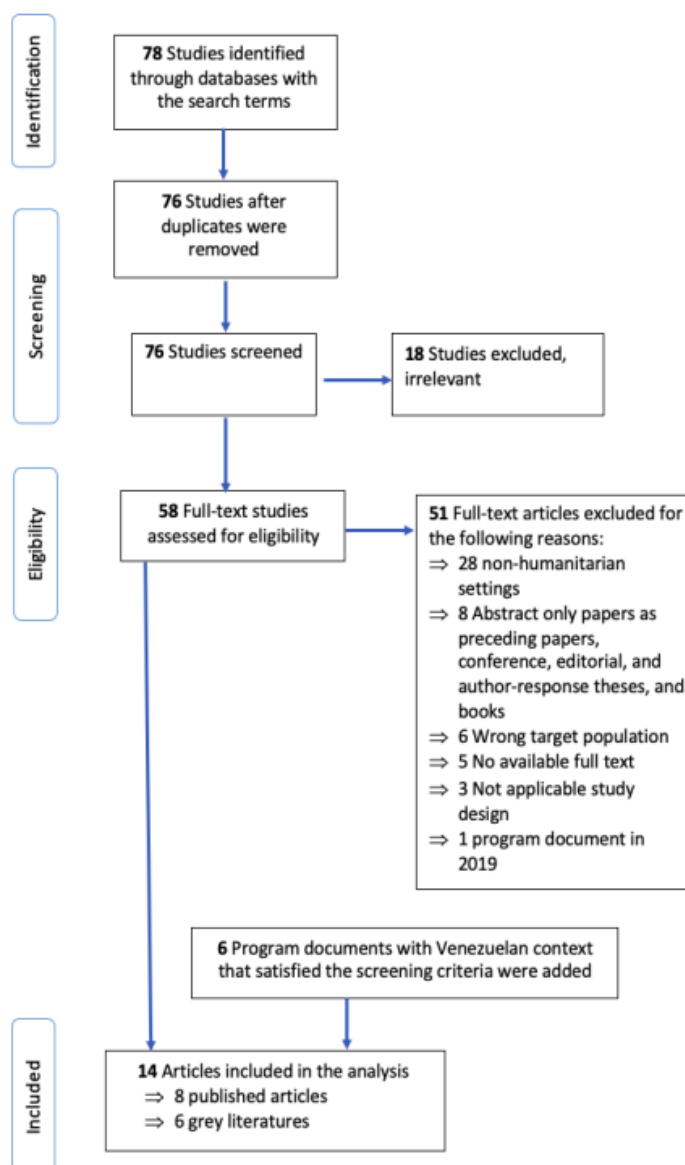 Identification
78 Studies identified
through databases with
the search terms
76 Studies after
duplicates were
removed
Screening
76 Studies screened
18 Studies excluded,
irrelevant
Eligibility
58 Full-text studies
assessed for eligibility
51 Full-text articles excluded for
the following reasons:
⇒ 28 non-humanitarian
settings
⇒ 8 Abstract only papers as
preceding papers,
conference, editorial, and
author-response theses, and
books
⇒ 6 Wrong target population
⇒ 5 No available full text
⇒ 3 Not applicable study
design
⇒ 1 program document in
2019
6 Program documents with Venezuelan context
that satisfied the screening criteria were added
Included
14 Articles included in the analysis
⇒ 8 published articles
⇒ 6 grey literatures